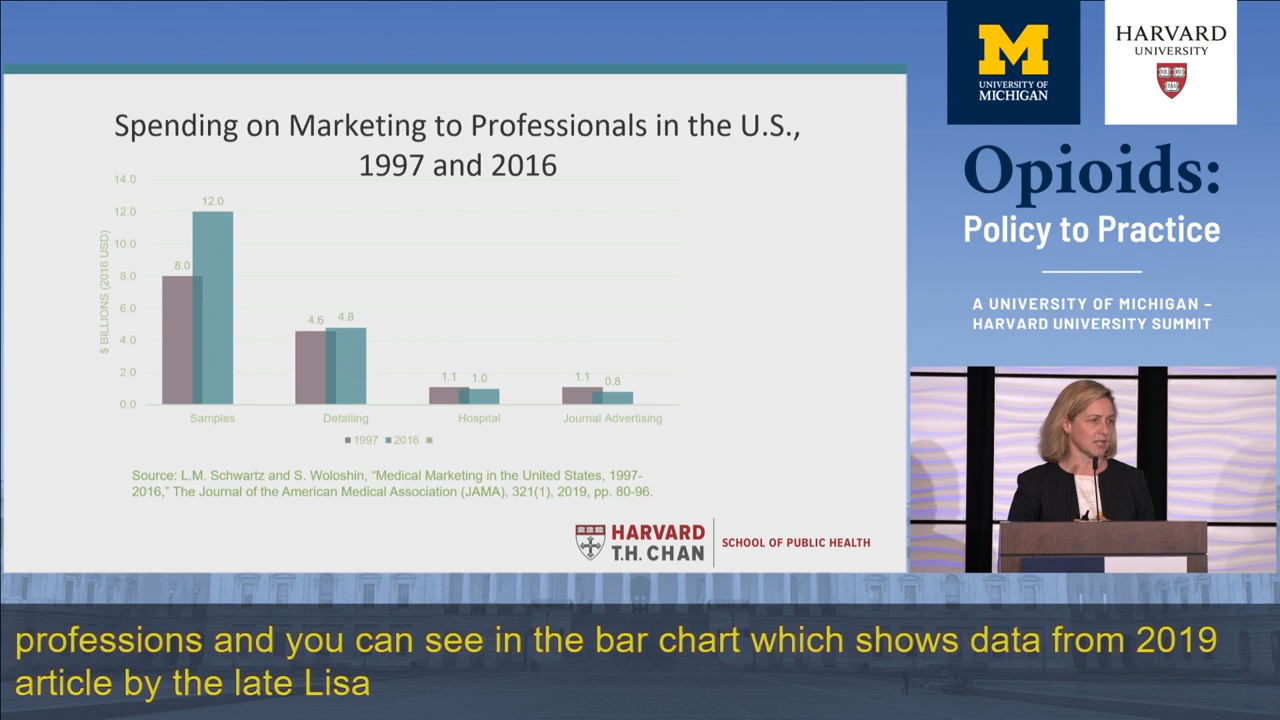 Spending on Marketing to Professionals in the U.S.,
1997 and 2016
$ BILLIONS (2016 USD)
14.0
12.0
10.0
8.0
6.0
4.0
2.0
0.0
8.0
12.0
4.6
4.8
1.1
1.0
1.1
0.8
Samples
Detailing
Hospital
Journal Advertising
1997 2016
Source: L.M. Schwartz and S. Woloshin, “Medical Marketing in the United States, 1997-
2016,” The Journal of the American Medical Association (JAMA), 321(1), 2019, pp. 80-96.
HARVARD
T.H. CHAN
SCHOOL OF PUBLIC HEALTH
M
UNIVERSITY OF
MICHIGAN
HARVARD
UNIVERSITY
Opioids:
Policy to Practice
A UNIVERSITY OF MICHIGAN –
HARVARD UNIVERSITY SUMMIT
professions and you can see in the bar chart which shows data from 2019
article by the late Lisa